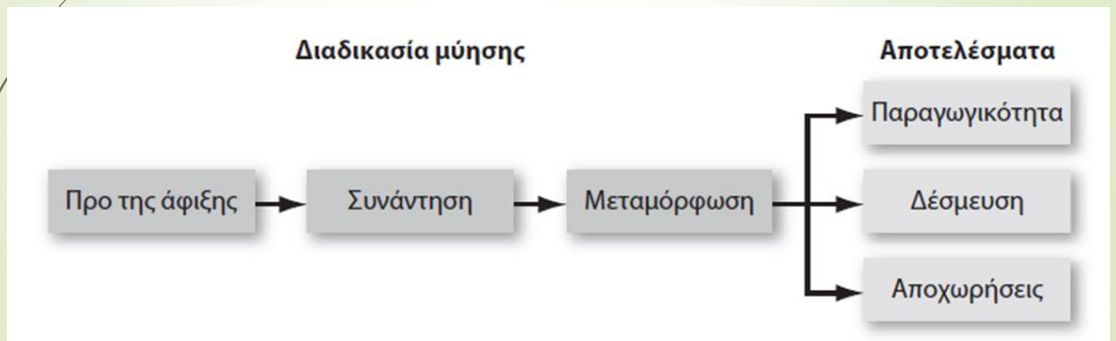 Διαδικασία μύησης
Αποτελέσματα
Προ της άφιξης
Συνάντηση
Μεταμόρφωση
Παραγωγικότητα
Δέσμευση
Αποχωρήσεις